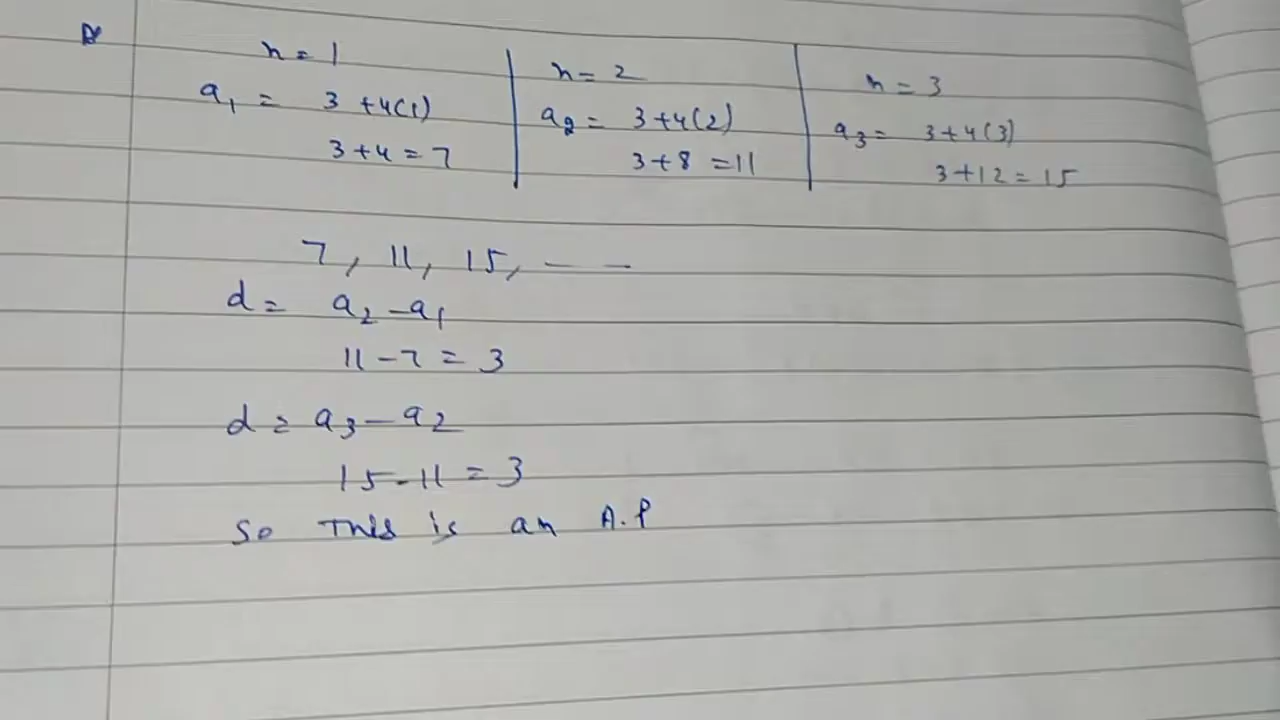 n = 1
a1 = 3 +4(1)
3+4 = 7
n = 2
a2 = 3+4(2)
3+8 =11
n = 3
a3 = 3+4(3)
3+12 = 15
7, 11, 15, — —
d = a2 – a1
11 – 7 = 3
d = a3 – a2
15 - 11 = 3
So This is an A.P